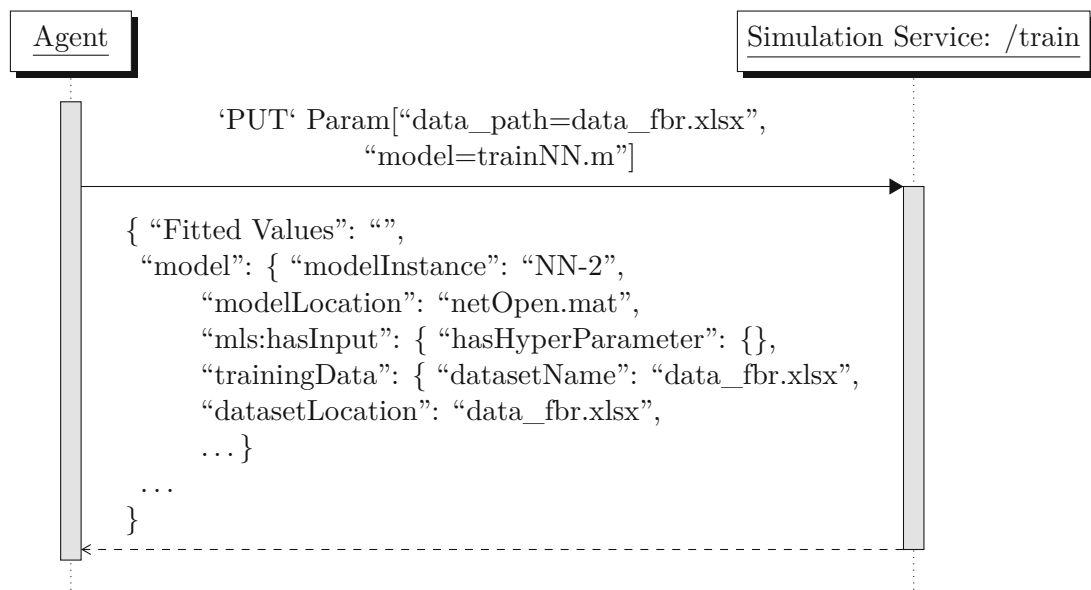 Agent
Simulation Service: /train
‘PUT‘ Param[“data_path=data_fbr.xlsx”,
“model=trainNN.m”]
{ “Fitted Values”: “”,
“model”: { “modelInstance”: “NN-2”,
“modelLocation”: “netOpen.mat”,
“mls:hasInput”: { “hasHyperParameter”: {},
“trainingData”: { “datasetName”: “data_fbr.xlsx”,
“datasetLocation”: “data_fbr.xlsx”,
...}
...
}